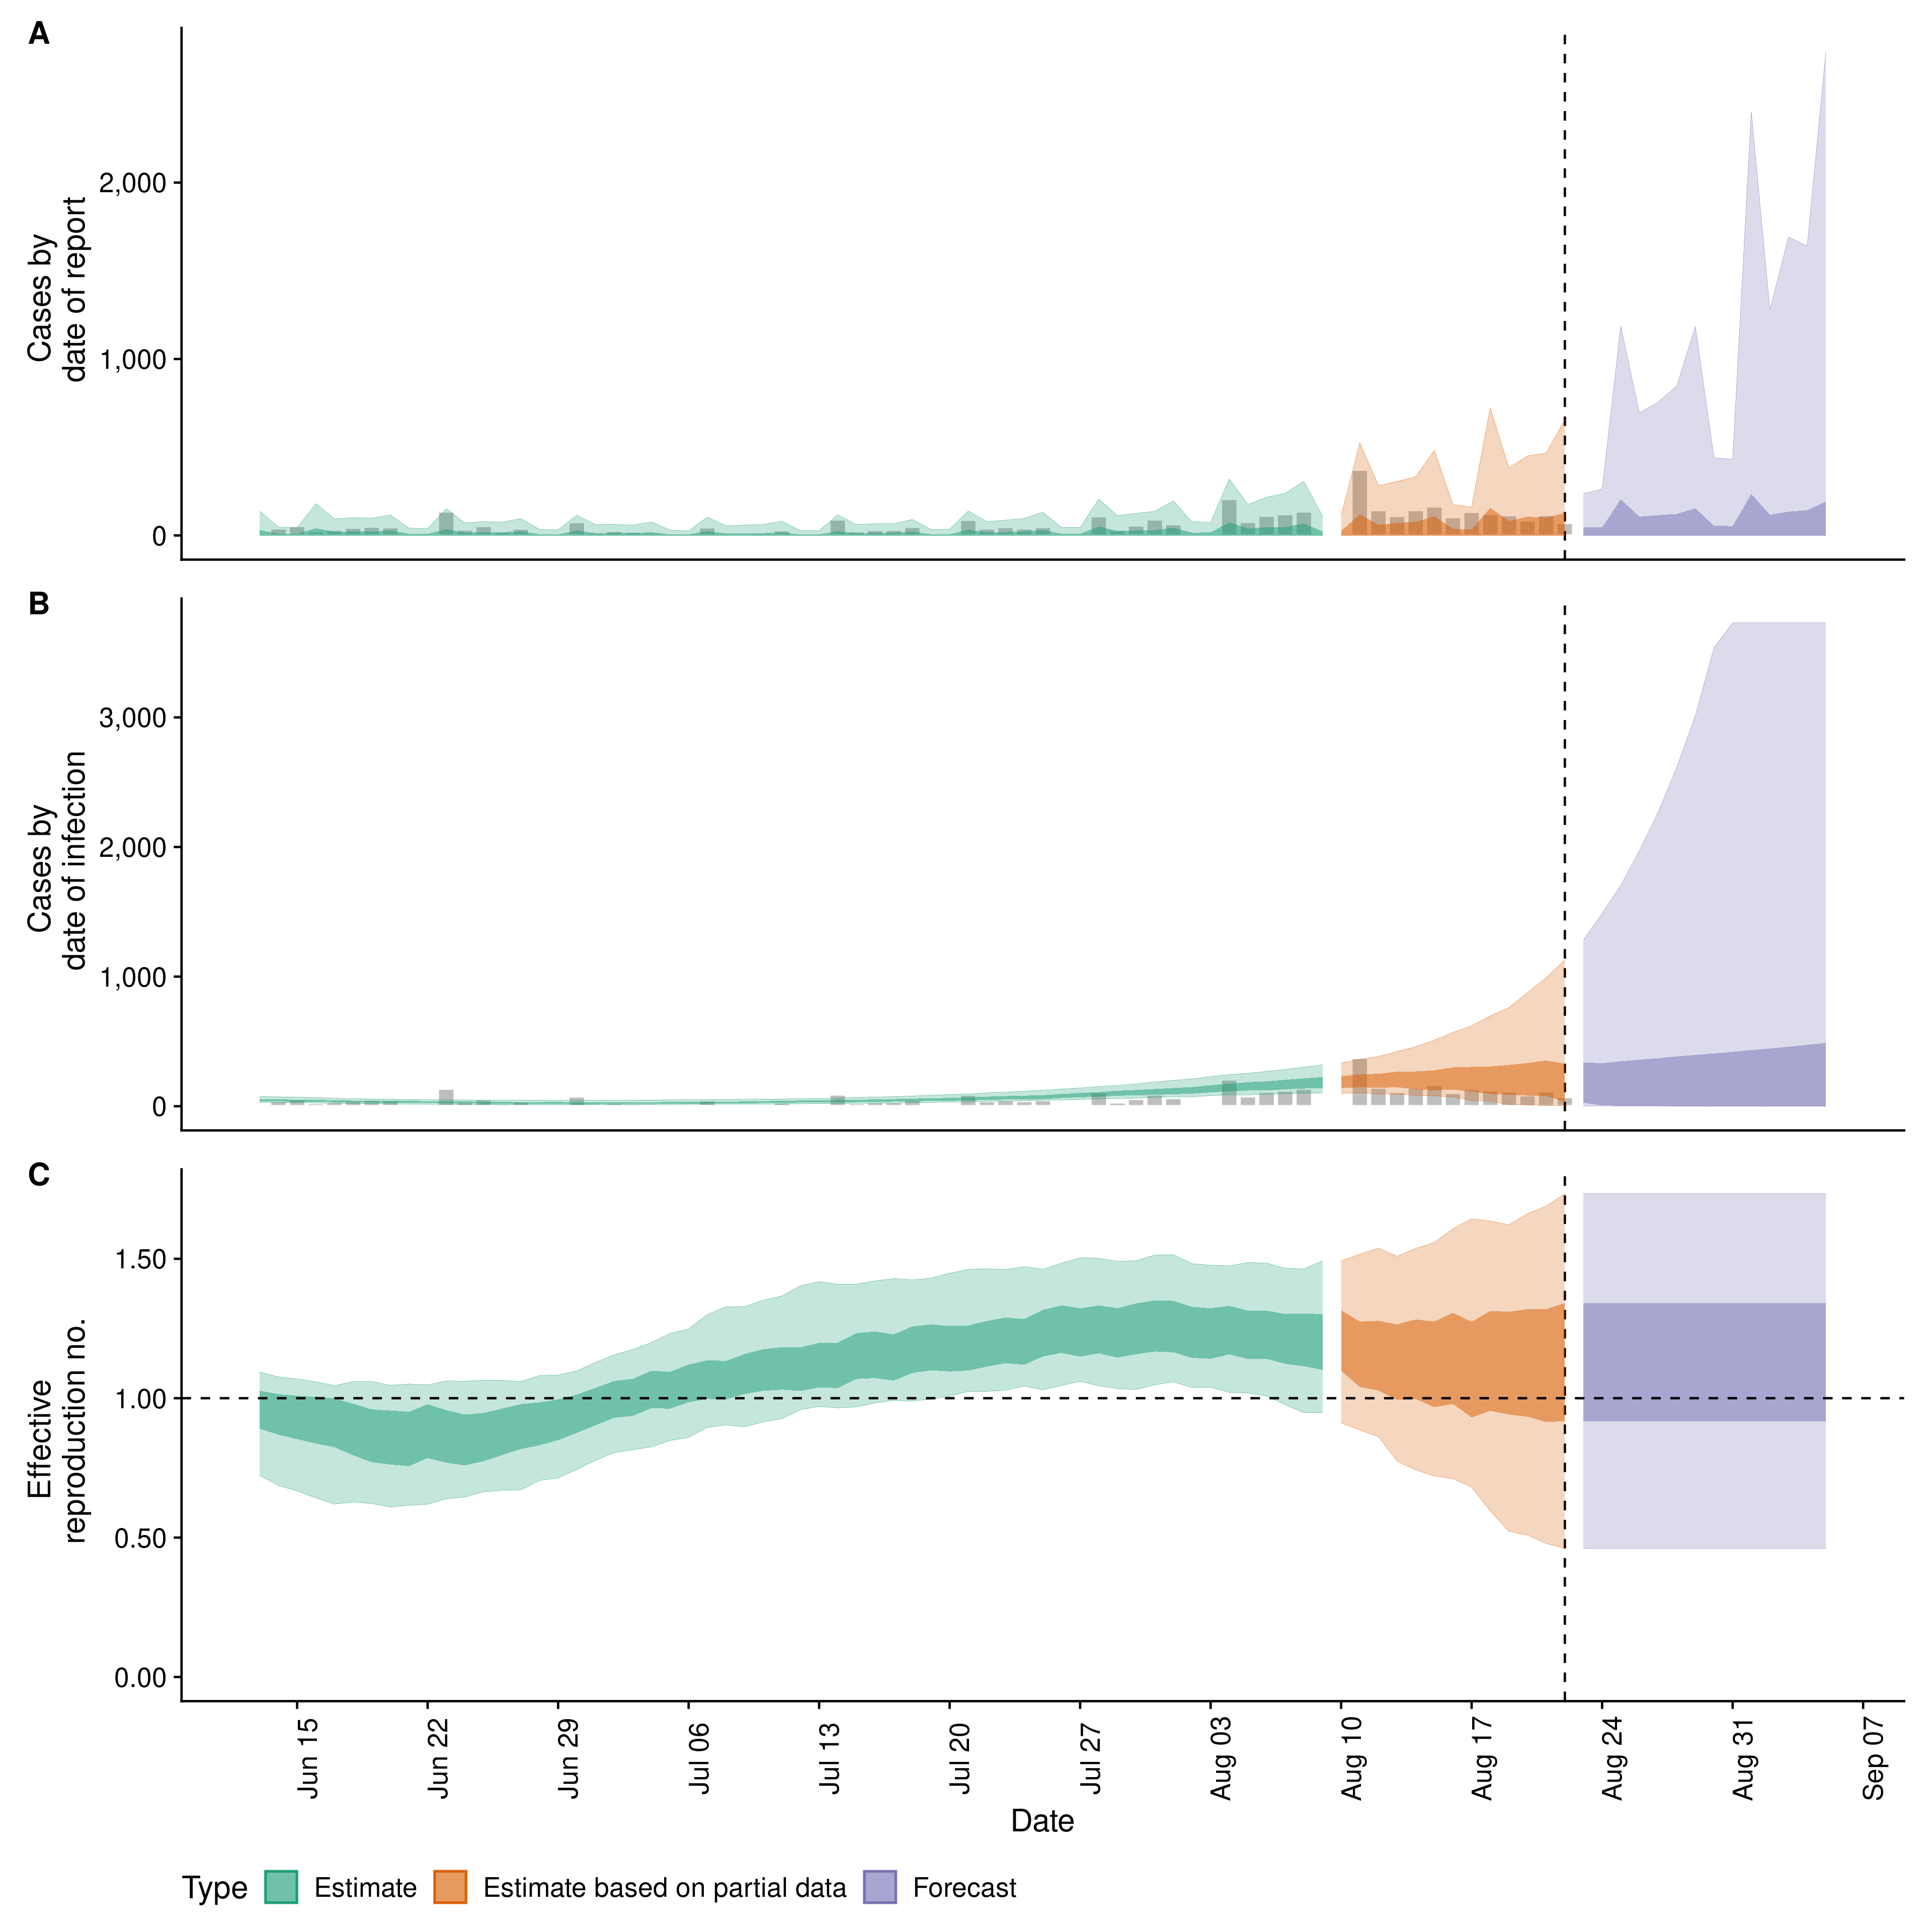 A
Cases by
date of report
2,000
1,000
0
B
Cases by
date of infection
3,000
2,000
1,000
0
C
Effective
reproduction no.
1.50
1.00
0.50
0.00
Jun 15
Jun 22
Jun 29
Jul 06
Jul 13
Jul 20
Jul 27
Aug 03
Aug 10
Aug 17
Aug 24
Aug 31
Sep 07
Date
Type Estimate Estimate based on partial data Forecast